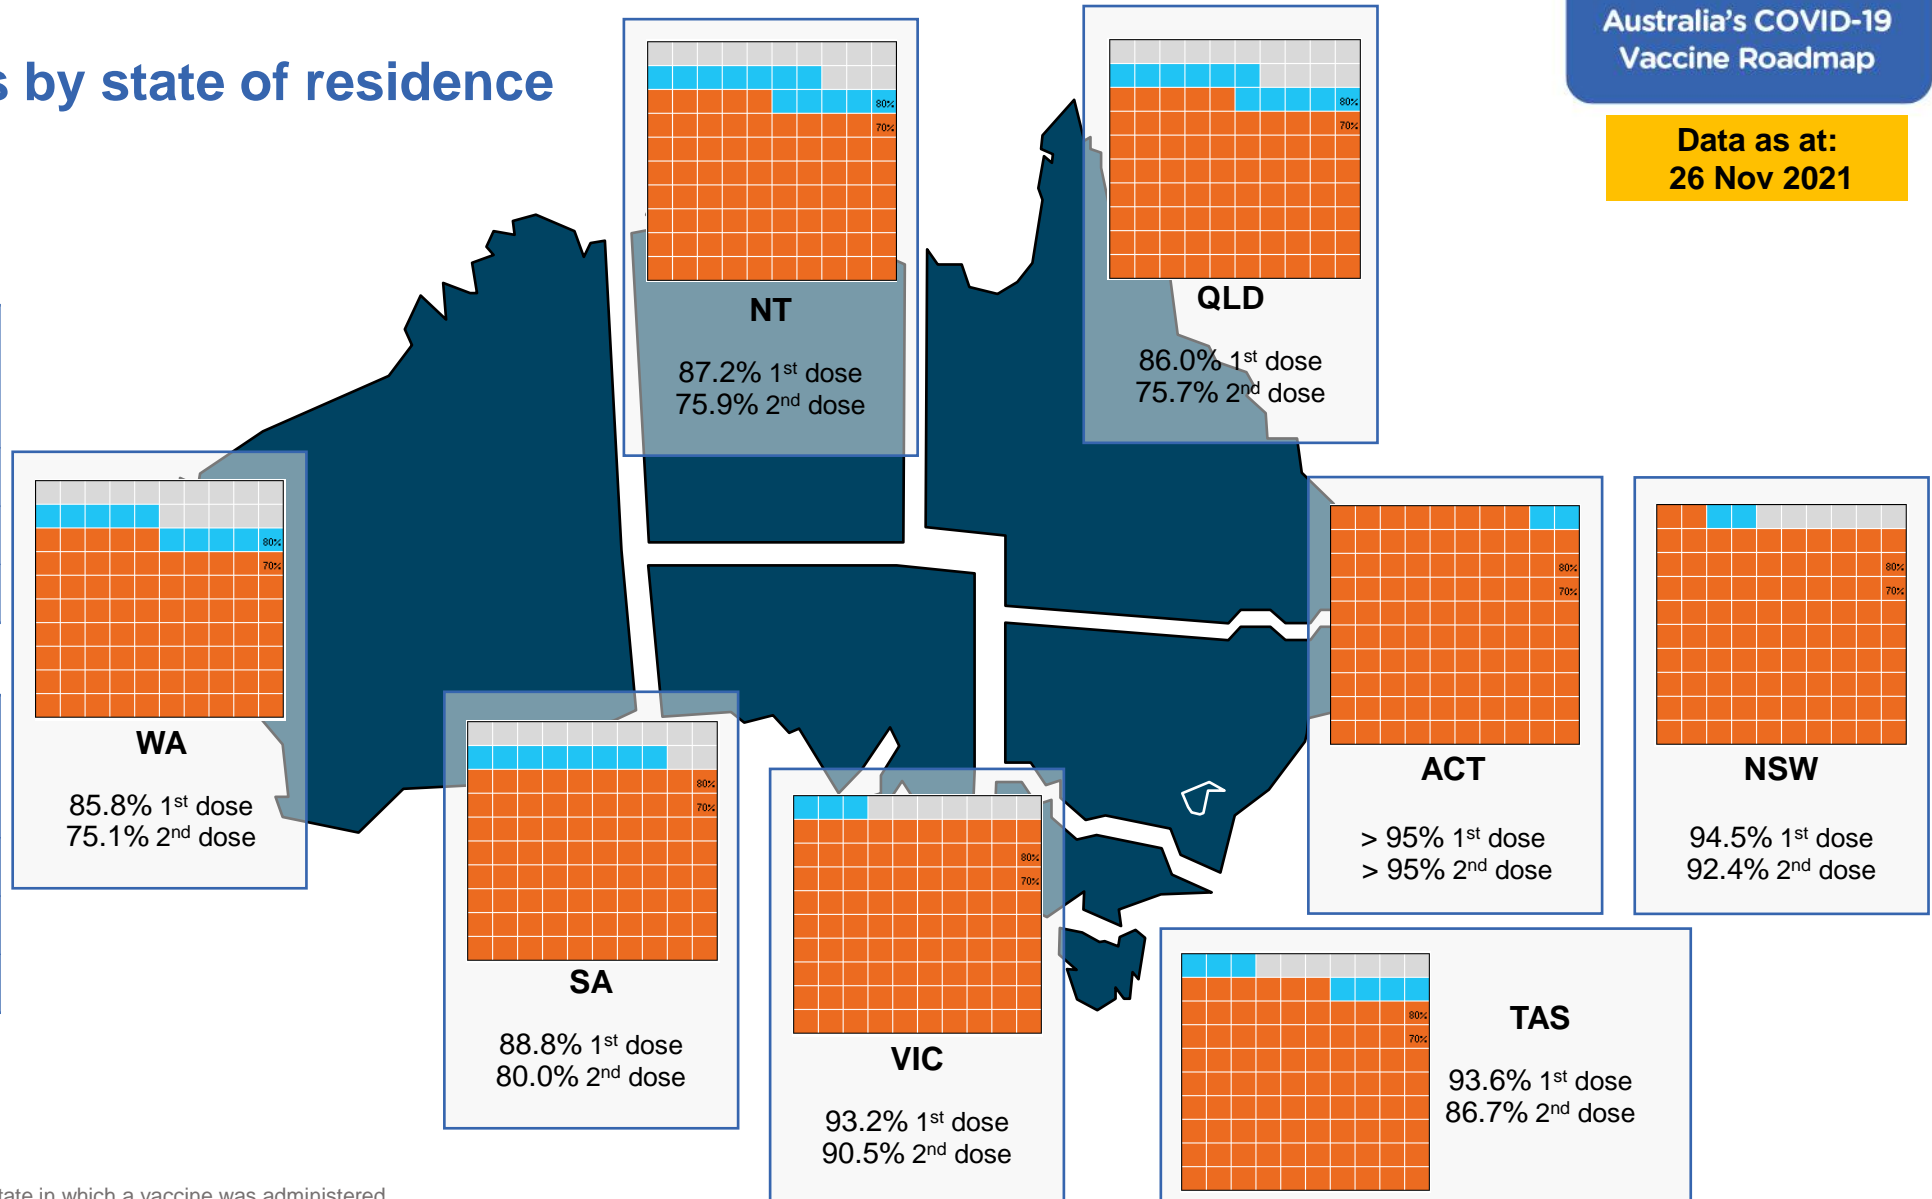 s by state of residence
Australia's COVID-19
Vaccine Roadmap
Data as at:
26 Nov 2021
80%
70%
NT
87.2% 1st dose
75.9% 2nd dose
80%
70%
QLD
86.0% 1st dose
75.7% 2nd dose
80%
70%
WA
85.8% 1st dose
75.1% 2nd dose
80%
70%
SA
88.8% 1st dose
80.0% 2nd dose
80%
70%
VIC
93.2% 1st dose
90.5% 2nd dose
80%
70%
ACT
> 95% 1st dose
> 95% 2nd dose
80%
70%
NSW
94.5% 1st dose
92.4% 2nd dose
80%
70%
TAS
93.6% 1st dose
86.7% 2nd dose
tate in which a vaccine was administered